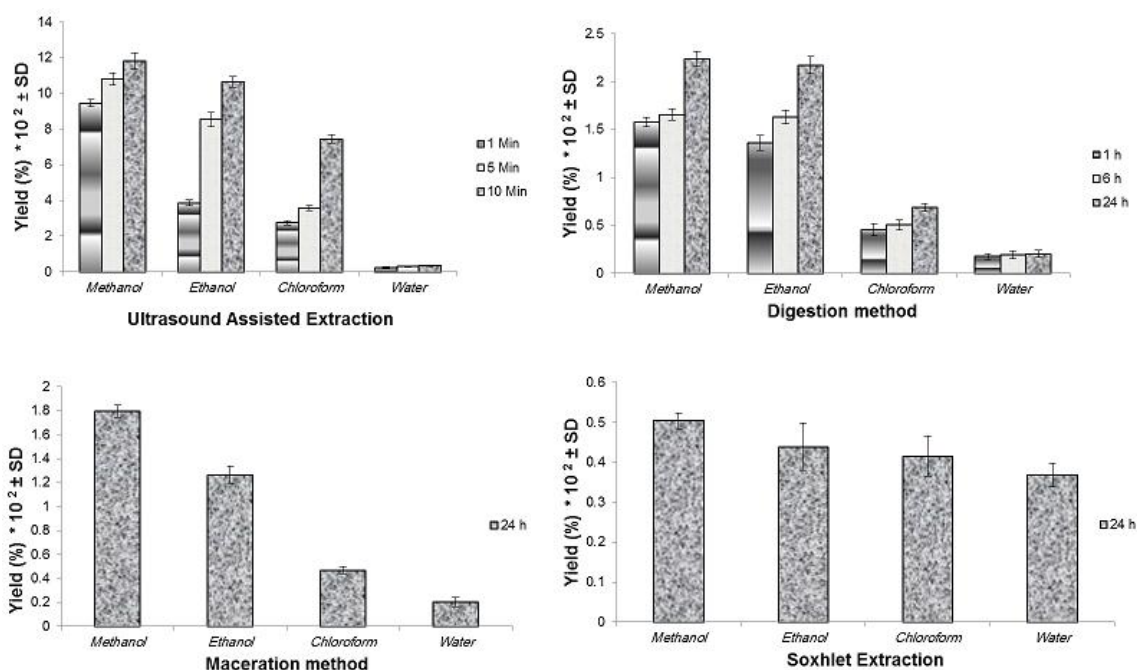 14
12
10
8
6
4
2
0
Yield (%) * 10 ² ± SD
Methanol Ethanol Chloroform Water
Ultrasound Assisted Extraction
1 Min
5 Min
10 Min
2.5
2
1.5
1
0.5
0
Yield (%) * 10 ² ± SD
Methanol Ethanol Chloroform Water
Digestion method
1 h
6 h
24 h
2
1.8
1.6
1.4
1.2
1
0.8
0.6
0.4
0.2
0
Yield (%) * 10 ² ± SD
Methanol Ethanol Chloroform Water
Maceration method
24 h
0.6
0.5
0.4
0.3
0.2
0.1
0
Yield (%) * 10 ² ± SD
Methanol Ethanol Chloroform Water
Soxhlet Extraction
24 h